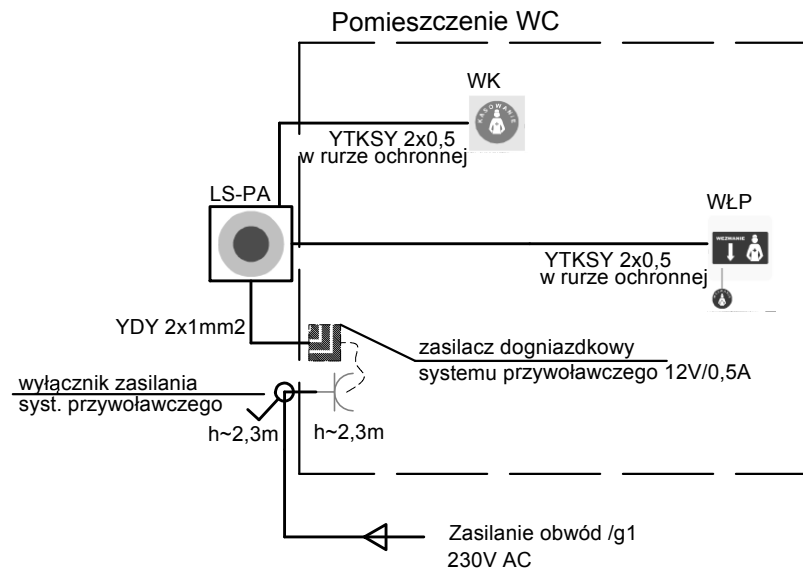 Pomieszczenie WC
WK
KASOWANIE
YTKSY 2x0,5
w rurze ochronnej
LS-PA
WŁP
WEZWANIE
YTKSY 2x0,5
w rurze ochronnej
YDY 2x1mm2
zasilacz dogniazdkowy
systemu przywoławczego 12V/0,5A
wyłącznik zasilania
syst. przywoławczego
h~2,3m
h~2,3m
Zasilanie obwód /g1
230V AC